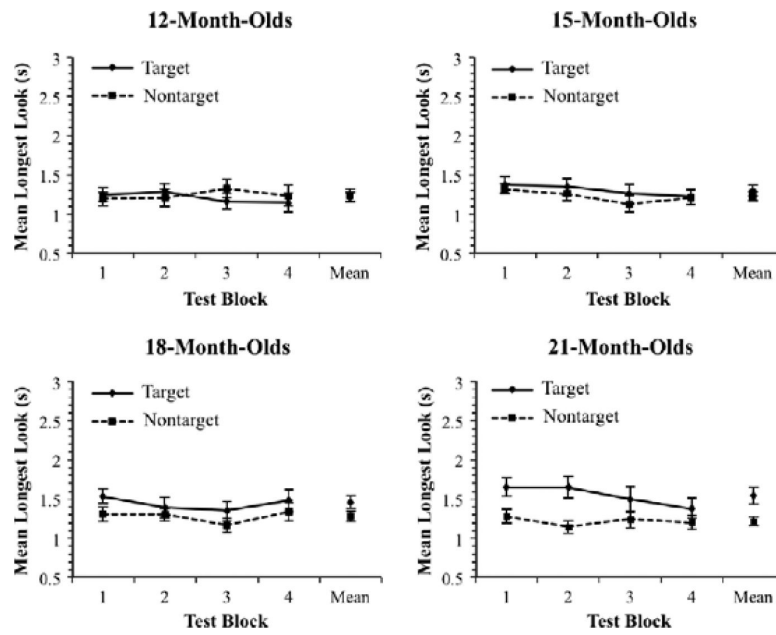 12-Month-Olds
Mean Longest Look (s)
3
2.5
2
1.5
1
0.5
Target
Nontarget
1 2 3 4 Mean
Test Block
15-Month-Olds
Mean Longest Look (s)
3
2.5
2
1.5
1
0.5
Target
Nontarget
1 2 3 4 Mean
Test Block
18-Month-Olds
Mean Longest Look (s)
3
2.5
2
1.5
1
0.5
Target
Nontarget
1 2 3 4 Mean
Test Block
21-Month-Olds
Mean Longest Look (s)
3
2.5
2
1.5
1
0.5
Target
Nontarget
1 2 3 4 Mean
Test Block